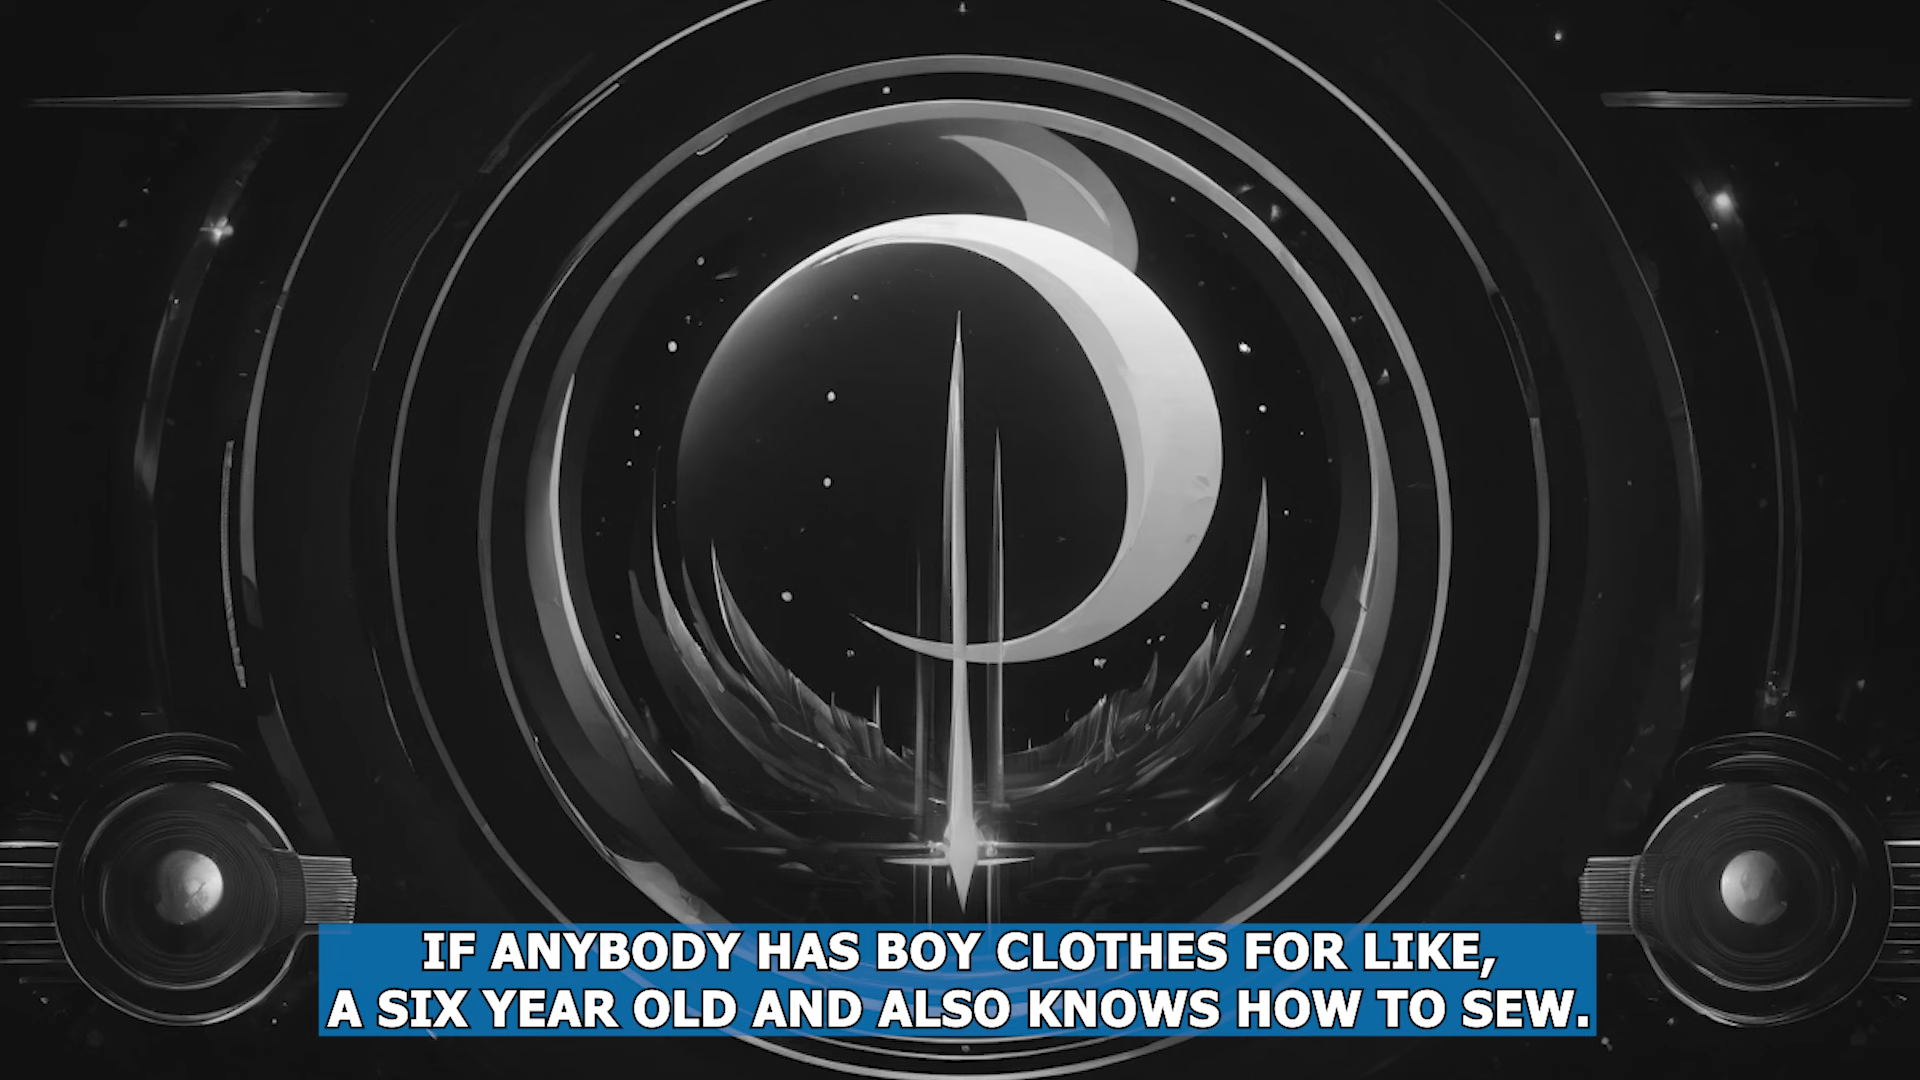 IF ANYBODY HAS BOY CLOTHES FOR LIKE,
A SIX YEAR OLD AND ALSO KNOWS HOW TO SEW.